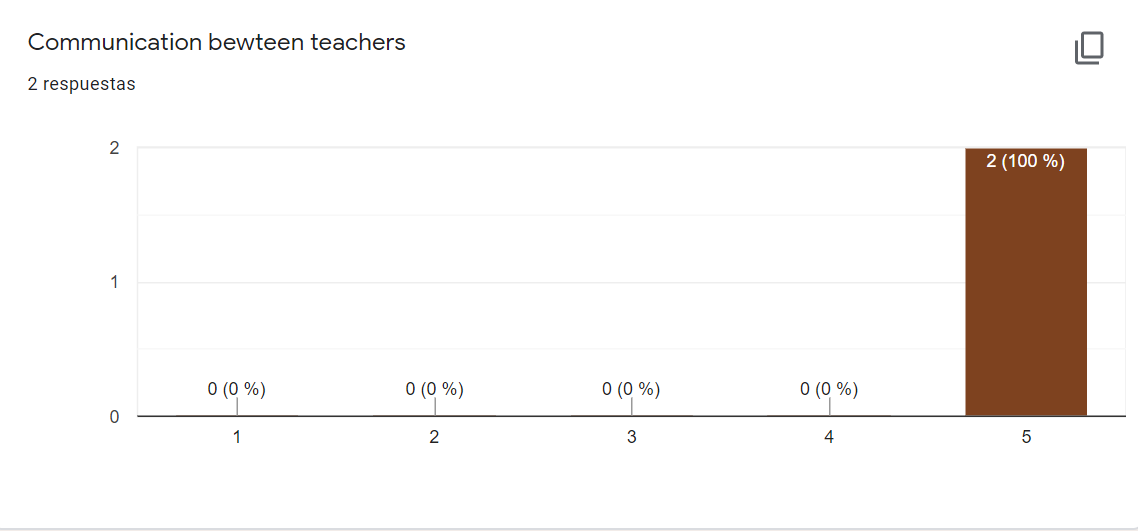 Communication bewteen teachers
2 respuestas
2
1
0
2 (100 %)
0 (0 %)
0 (0 %)
0 (0 %)
0 (0 %)
1
2
3
4
5